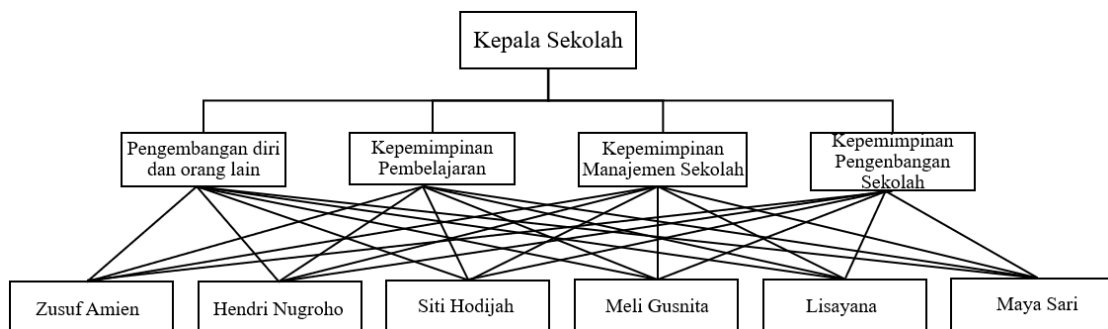 Kepala Sekolah
Pengembangan diri
dan orang lain
Kepemimpinan
Pembelajaran
Kepemimpinan
Manajemen Sekolah
Kepemimpinan
Pengenbangan
Sekolah
Zusuf Amien
Hendri Nugroho
Siti Hodijah
Meli Gusnita
Lisayana
Maya Sari